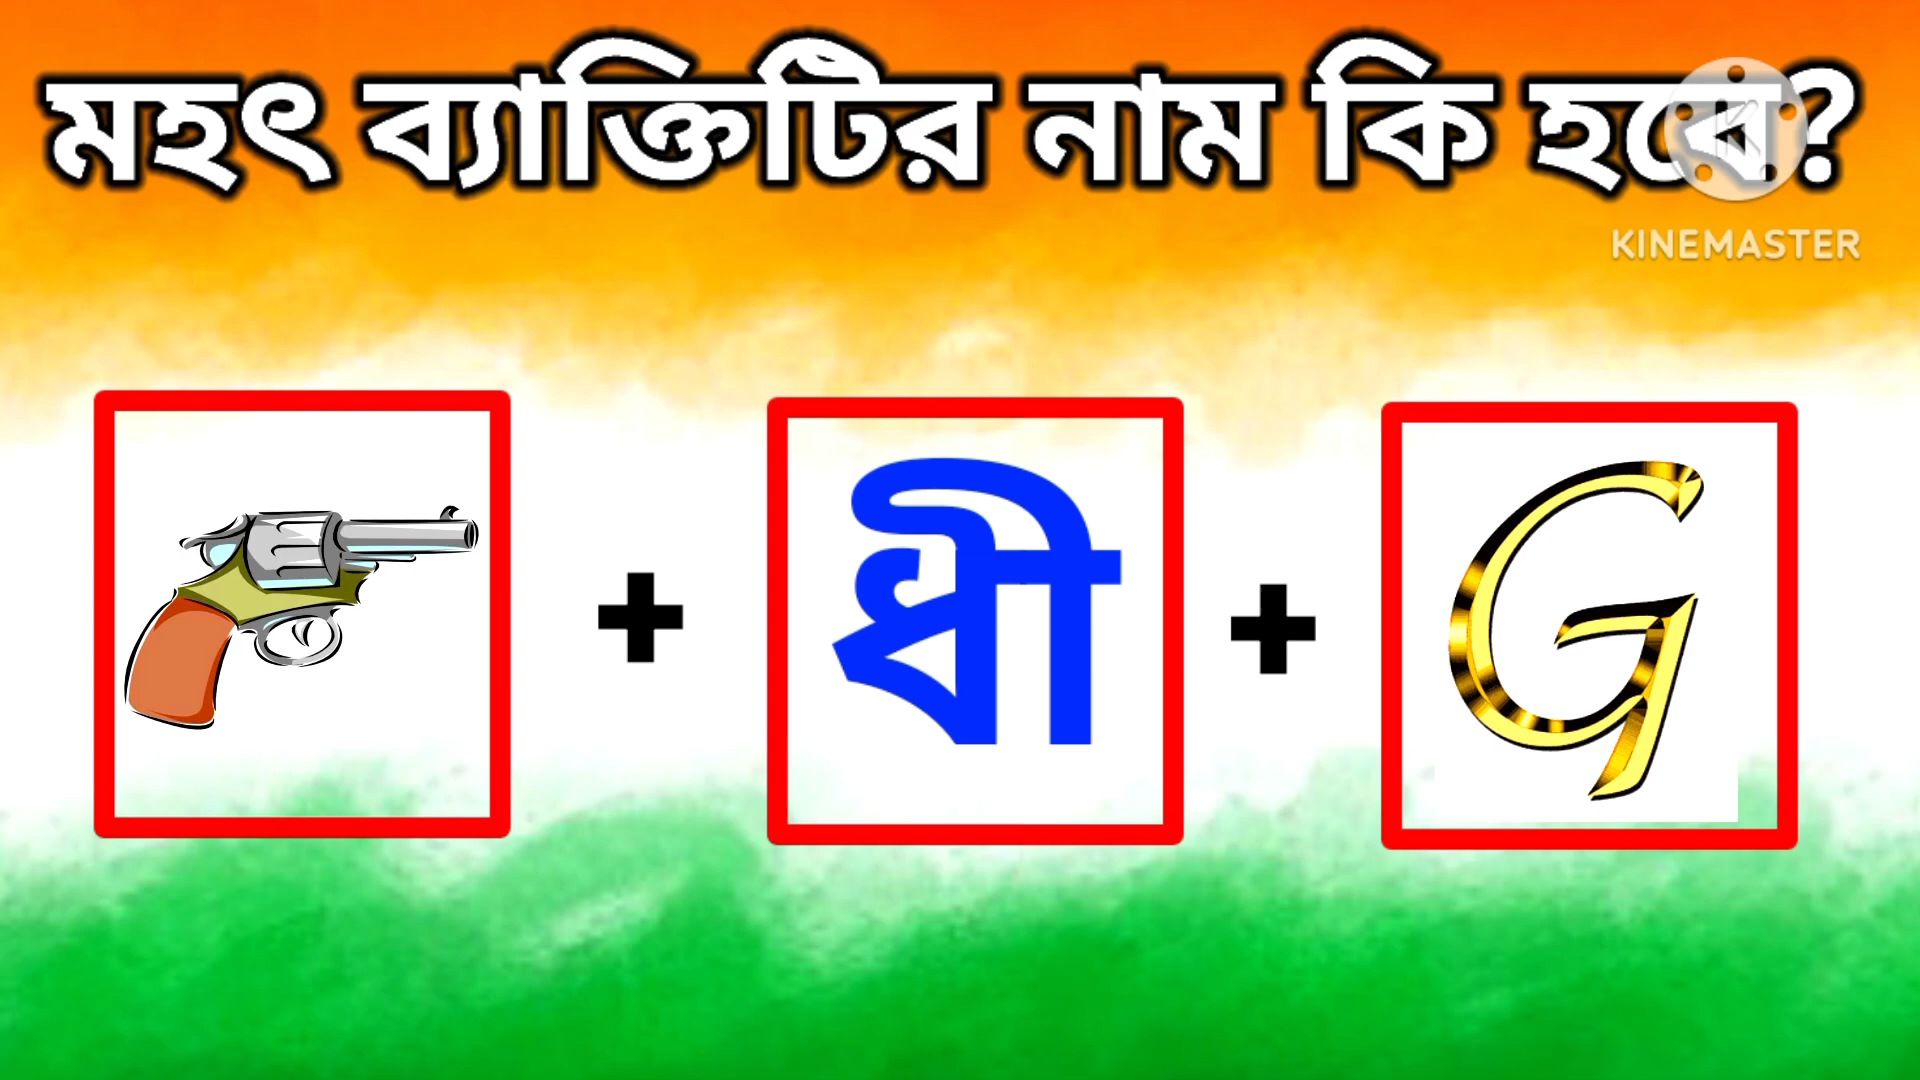 মহৎ ব্যাক্তিটির নাম কি হবে?
KINEMASTER
+ ধী + G